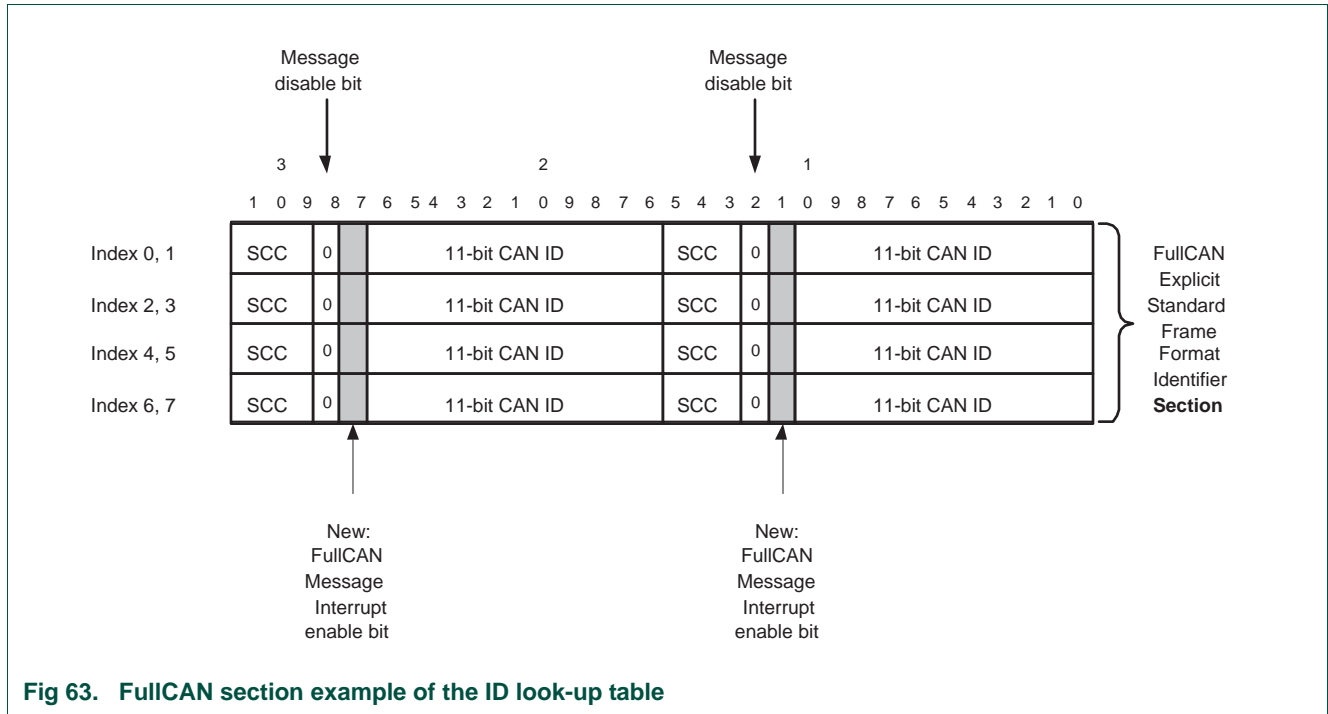 Message
disable bit
Message
disable bit
3 2 1
1 0 9 8 7 6 5 4 3 2 1 0 9 8 7 6 5 4 3 2 1 0 9 8 7 6 5 4 3 2 1 0
Index 0, 1 SCC 0 11-bit CAN ID SCC 0 11-bit CAN ID
Index 2, 3 SCC 0 11-bit CAN ID SCC 0 11-bit CAN ID
Index 4, 5 SCC 0 11-bit CAN ID SCC 0 11-bit CAN ID
Index 6, 7 SCC 0 11-bit CAN ID SCC 0 11-bit CAN ID
FullCAN
Explicit
Standard
Frame
Format
Identifier
Section
New:
FullCAN
Message
Interrupt
enable bit
New:
FullCAN
Message
Interrupt
enable bit
Fig 63. FullCAN section example of the ID look-up table